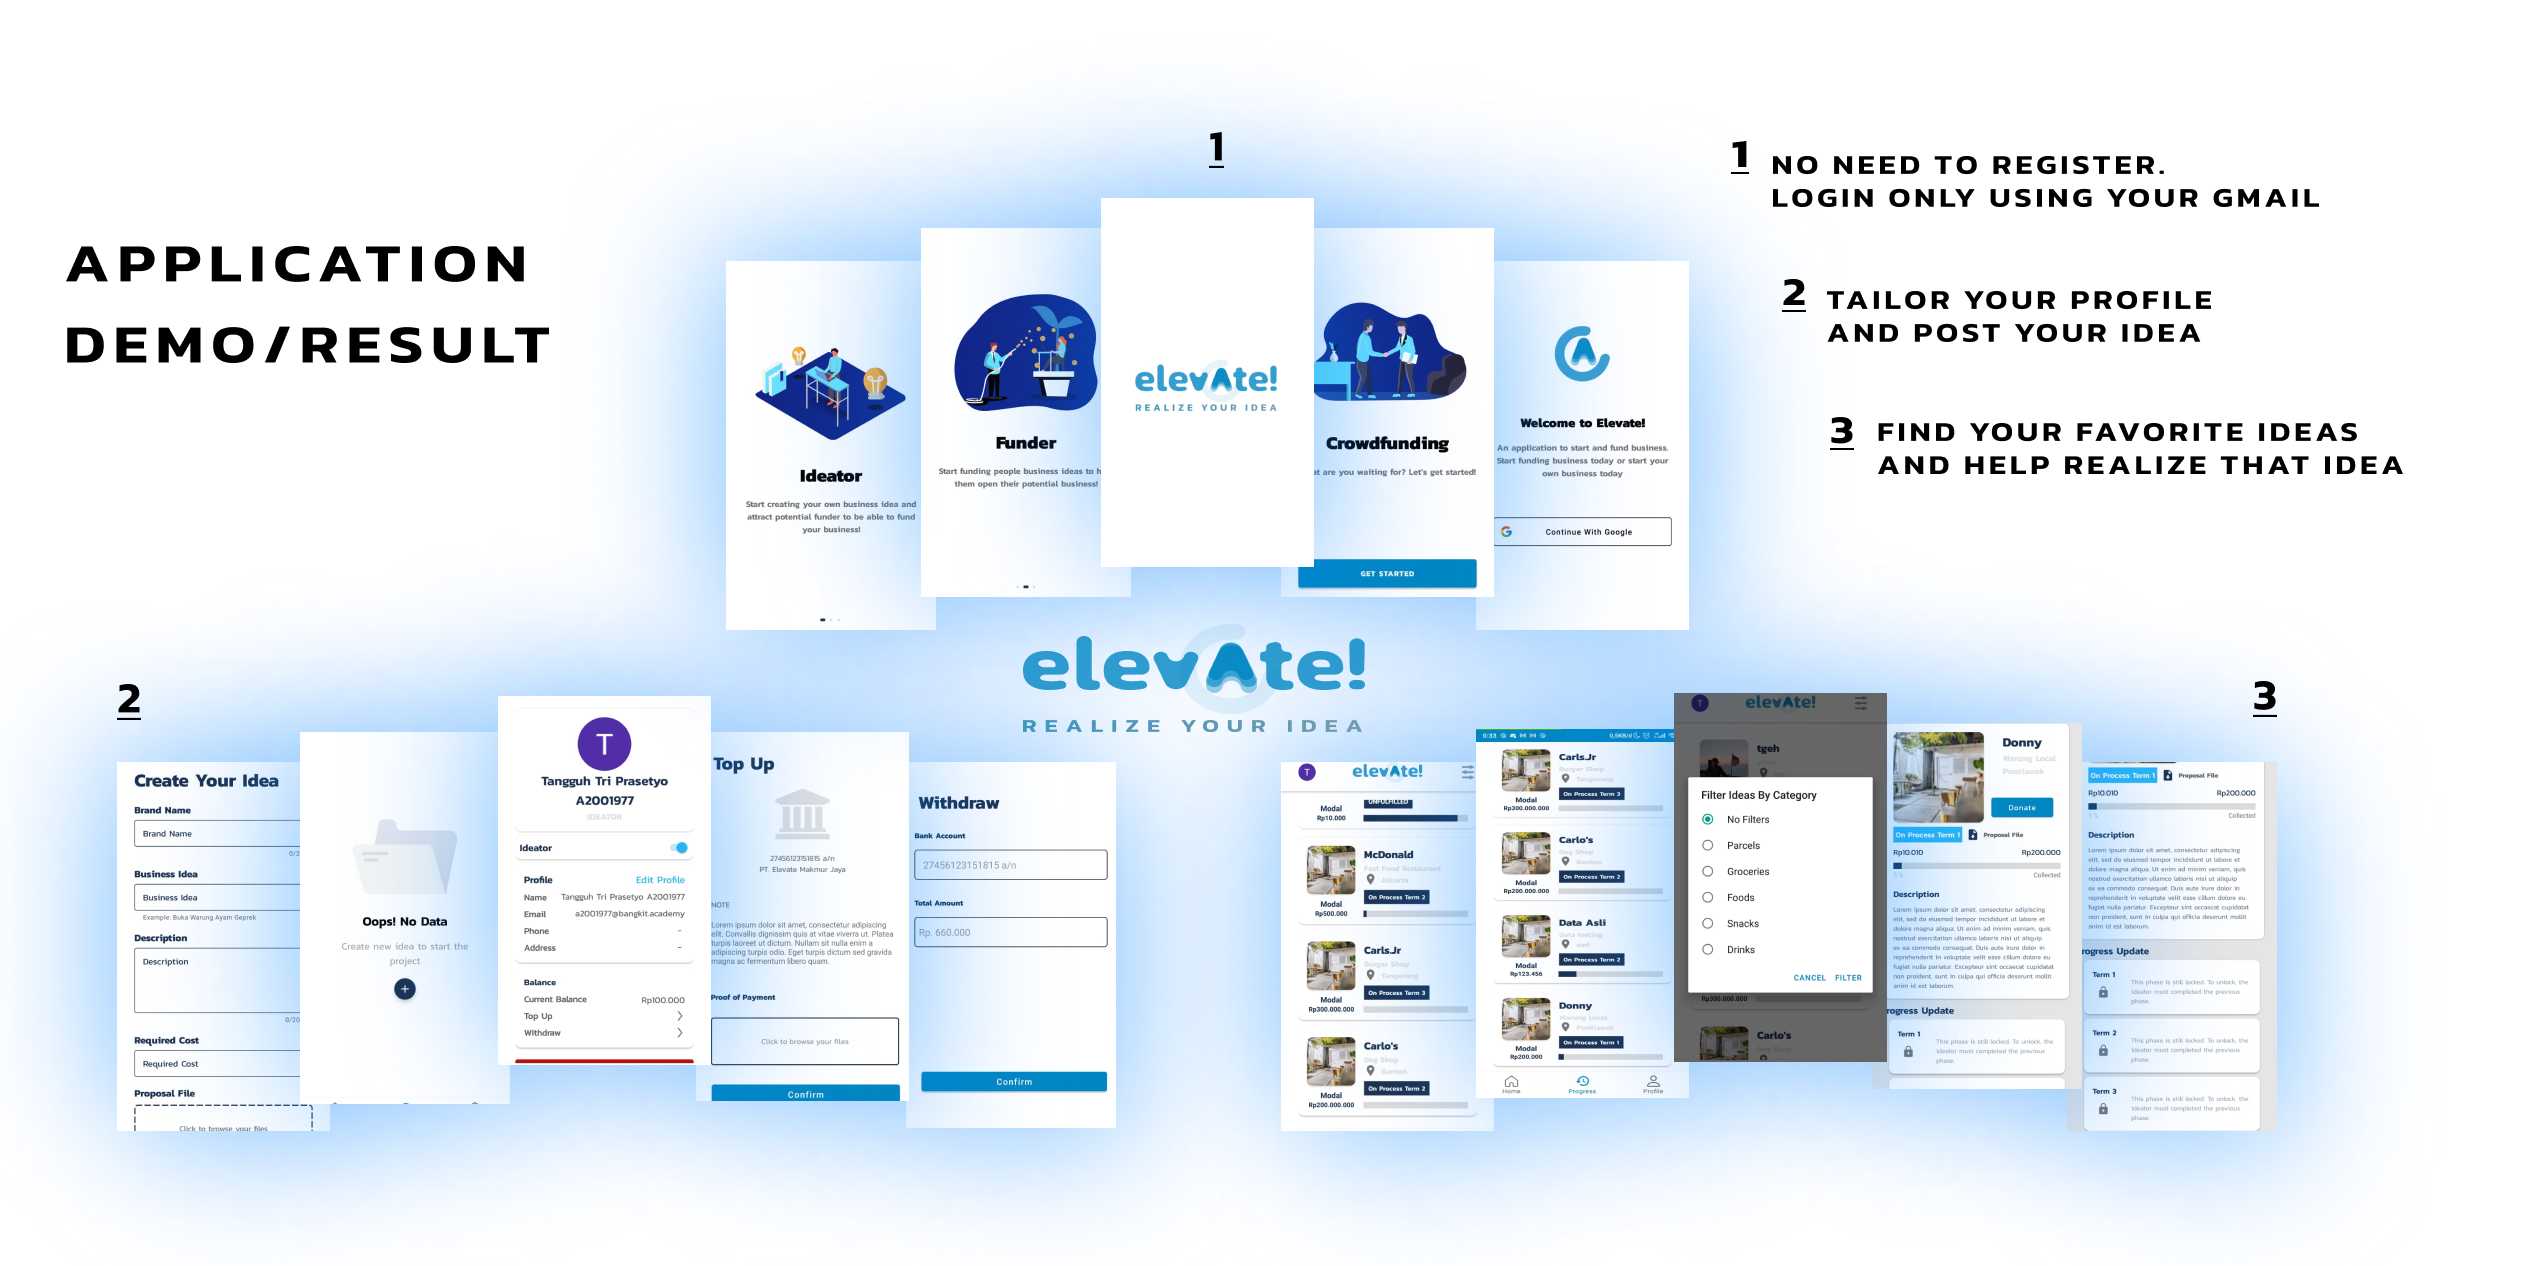 APPLICATION
DEMO/RESULT
1
1
NO NEED TO REGISTER.
LOGIN ONLY USING YOUR GMAIL
2
TAILOR YOUR PROFILE
AND POST YOUR IDEA
3
FIND YOUR FAVORITE IDEAS
AND HELP REALIZE THAT IDEA
Ideator
Start creating your own business idea and
attract potential funder to be able to fund
your business!
Funder
Start funding people business ideas to h
them open their potential business!
elevate!
REALIZE YOUR IDEA
Crowdfunding
at are you waiting for? Let's get started!
GET STARTED
Welcome to Elevate!
An application to start and fund business.
Start funding business today or start your
own business today
Continue With Google
elevate!
REALIZE YOUR IDEA
2
Create Your Idea
Brand Name
Brand Name
0/2
Business Idea
Business Idea
Example: Buka Warung Ayam Geprek
Description
Description
0/20
Required Cost
Required Cost
Proposal File
Click to browse your files
Oops! No Data
Create new idea to start the
project
T
Tangguh Tri Prasetyo
A2001977
IDEATOR
Ideator
Profile
Edit Profile
Name
Tangguh Tri Prasetyo A2001977
Email
a2001977@bangkit.academy
Phone
-
Address
-
Balance
Current Balance
Rp100.000
Top Up
Withdraw
Top Up
27456123151815 a/n
PT. Elevate Makmur Jaya
NOTE
Lorem ipsum dolor sit amet, consectetur adipiscing
elit. Convallis dignissim quis at vitae viverra ut. Platea
turpis laoreet ut dictum. Nullam sit nulla enim a
adipiscing turpis odio. Eget turpis dictum sed gravida
magna ac fermentum libero quam.
Proof of Payment
Click to browse your files
Confirm
Withdraw
Bank Account
27456123151815 a/n
Total Amount
Rp. 660.000
Confirm
3
T
elevate!
UNFULFILLED
Modal
Rp10.000
McDonald
Fast Food Restaurant
Jakarta
On Process Term 2
Modal
Rp500.000
Carls.Jr
Burger Shop
Tangerang
On Process Term 3
Modal
Rp300.000.000
Carlo's
Dog Shop
Banten
On Process Term 2
Modal
Rp200.000.000
0:33
0,5KB/d
Carls.Jr
Burger Shop
Tangerang
On Process Term 3
Modal
Rp300.000.000
Carlo's
Dog Shop
Banten
On Process Term 2
Modal
Rp200.000.000
Data Asli
data testing
On Process Term 2
Modal
Rp123.456
Donny
Warung Local
Pontianak
On Process Term 1
Modal
Rp200.000
Home
Progress
Profile
T
elevate!
tgeh
Filter Ideas By Category
No Filters
Parcels
Groceries
Foods
Snacks
Drinks
CANCEL
FILTER
Rp300.000.000
Carlo's
Donny
Warung Local
Pontianak
Donate
On Process Term 1
Proposal File
Rp10.010
Rp200.000
5 %
Collected
Description
Lorem ipsum dolor sit amet, consectetur adipiscing
elit, sed do eiusmod tempor incididunt ut labore et
dolore magna aliqua. Ut enim ad minim veniam, quis
nostrud exercitation ullamco laboris nisi ut aliquip
ex ea commodo consequat. Duis aute irure dolor in
reprehenderit in voluptate velit esse cillum dolore eu
fugiat nulla pariatur. Excepteur sint occaecat cupidatat
non proident, sunt in culpa qui officia deserunt mollit
anim id est laborum.
rogress Update
Term 1
This phase is still locked. To unlock, the
Ideator must completed the previous
phase.
On Process Term 1
Proposal File
Rp10.010
Rp200.000
5 %
Collected
Description
Lorem ipsum dolor sit amet, consectetur adipiscing
elit, sed do eiusmod tempor incididunt ut labore et
dolore magna aliqua. Ut enim ad minim veniam, quis
nostrud exercitation ullamco laboris nisi ut aliquip
ex ea commodo consequat. Duis aute irure dolor in
reprehenderit in voluptate velit esse cillum dolore eu
fugiat nulla pariatur. Excepteur sint occaecat cupidatat
non proident, sunt in culpa qui officia deserunt mollit
anim id est laborum.
rogress Update
Term 1
This phase is still locked. To unlock, the
Ideator must completed the previous
phase.
Term 2
This phase is still locked. To unlock, the
Ideator must completed the previous
phase.
Term 3
This phase is still locked. To unlock, the
Ideator must completed the previous
phase.